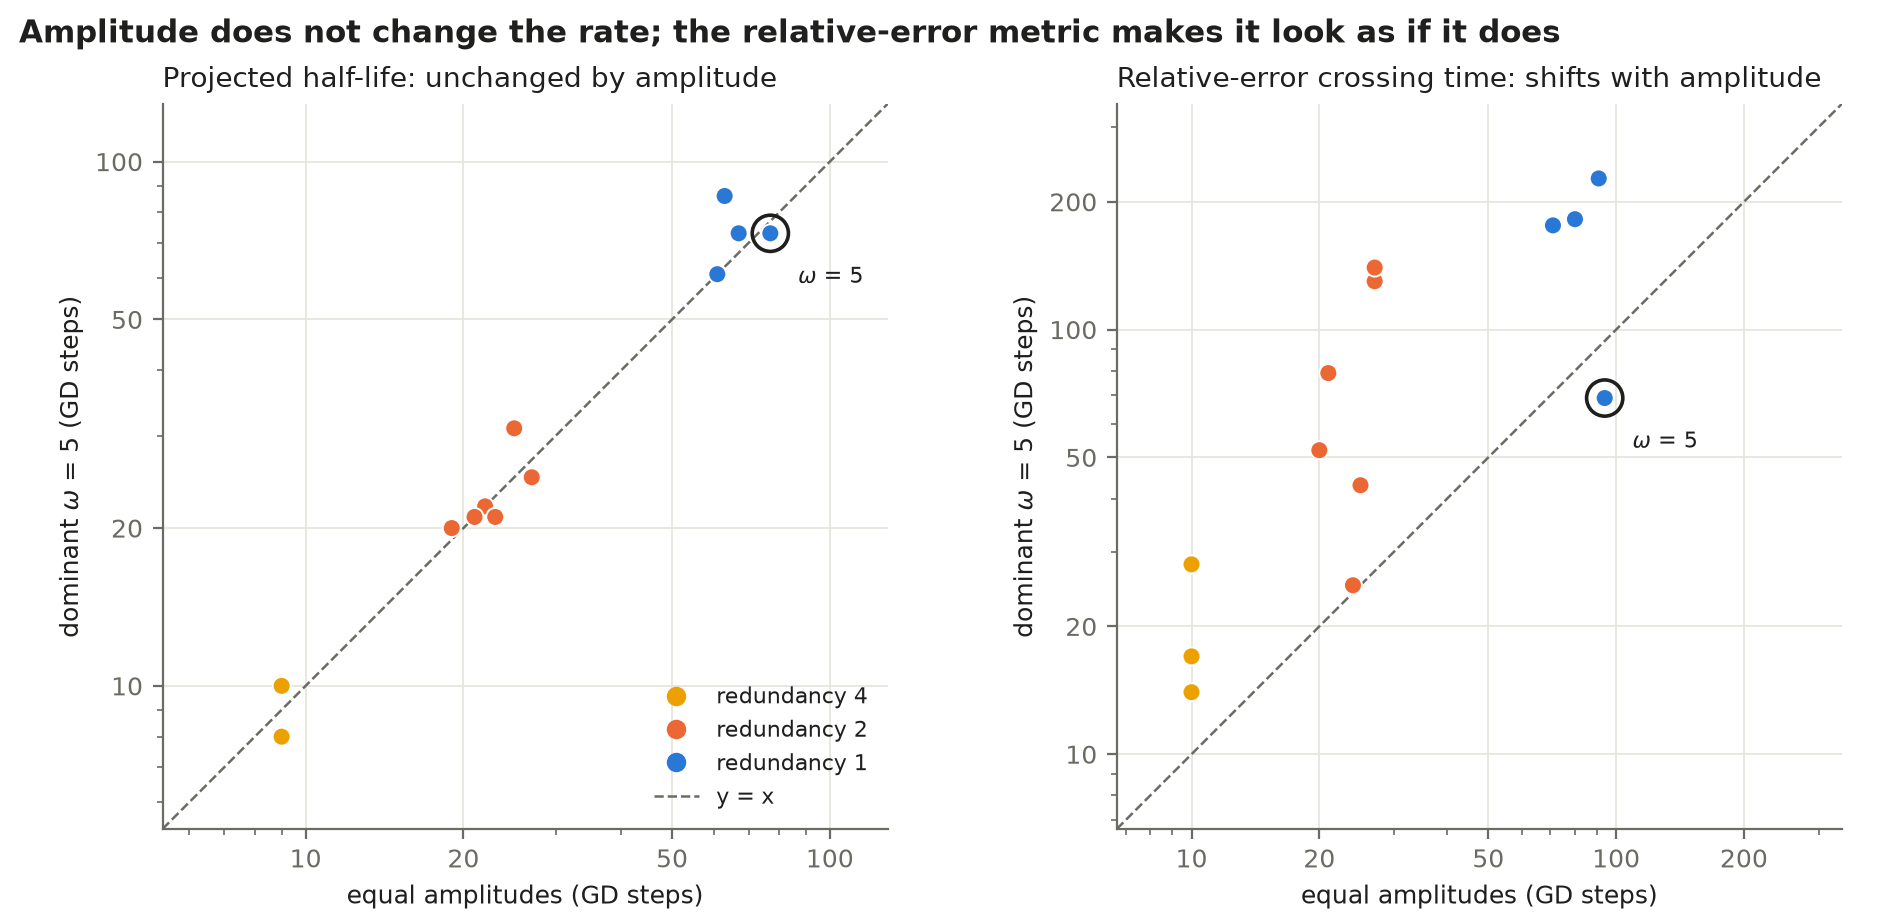 Amplitude does not change the rate; the relative-error metric makes it look as if it does
Projected half-life: unchanged by amplitude
100
50
20
10
dominant ω = 5 (GD steps)
ω = 5
redundancy 4
redundancy 2
redundancy 1
y = x
10 20 50 100
equal amplitudes (GD steps)
Relative-error crossing time: shifts with amplitude
200
100
50
20
10
dominant ω = 5 (GD steps)
ω = 5
10 20 50 100 200
equal amplitudes (GD steps)